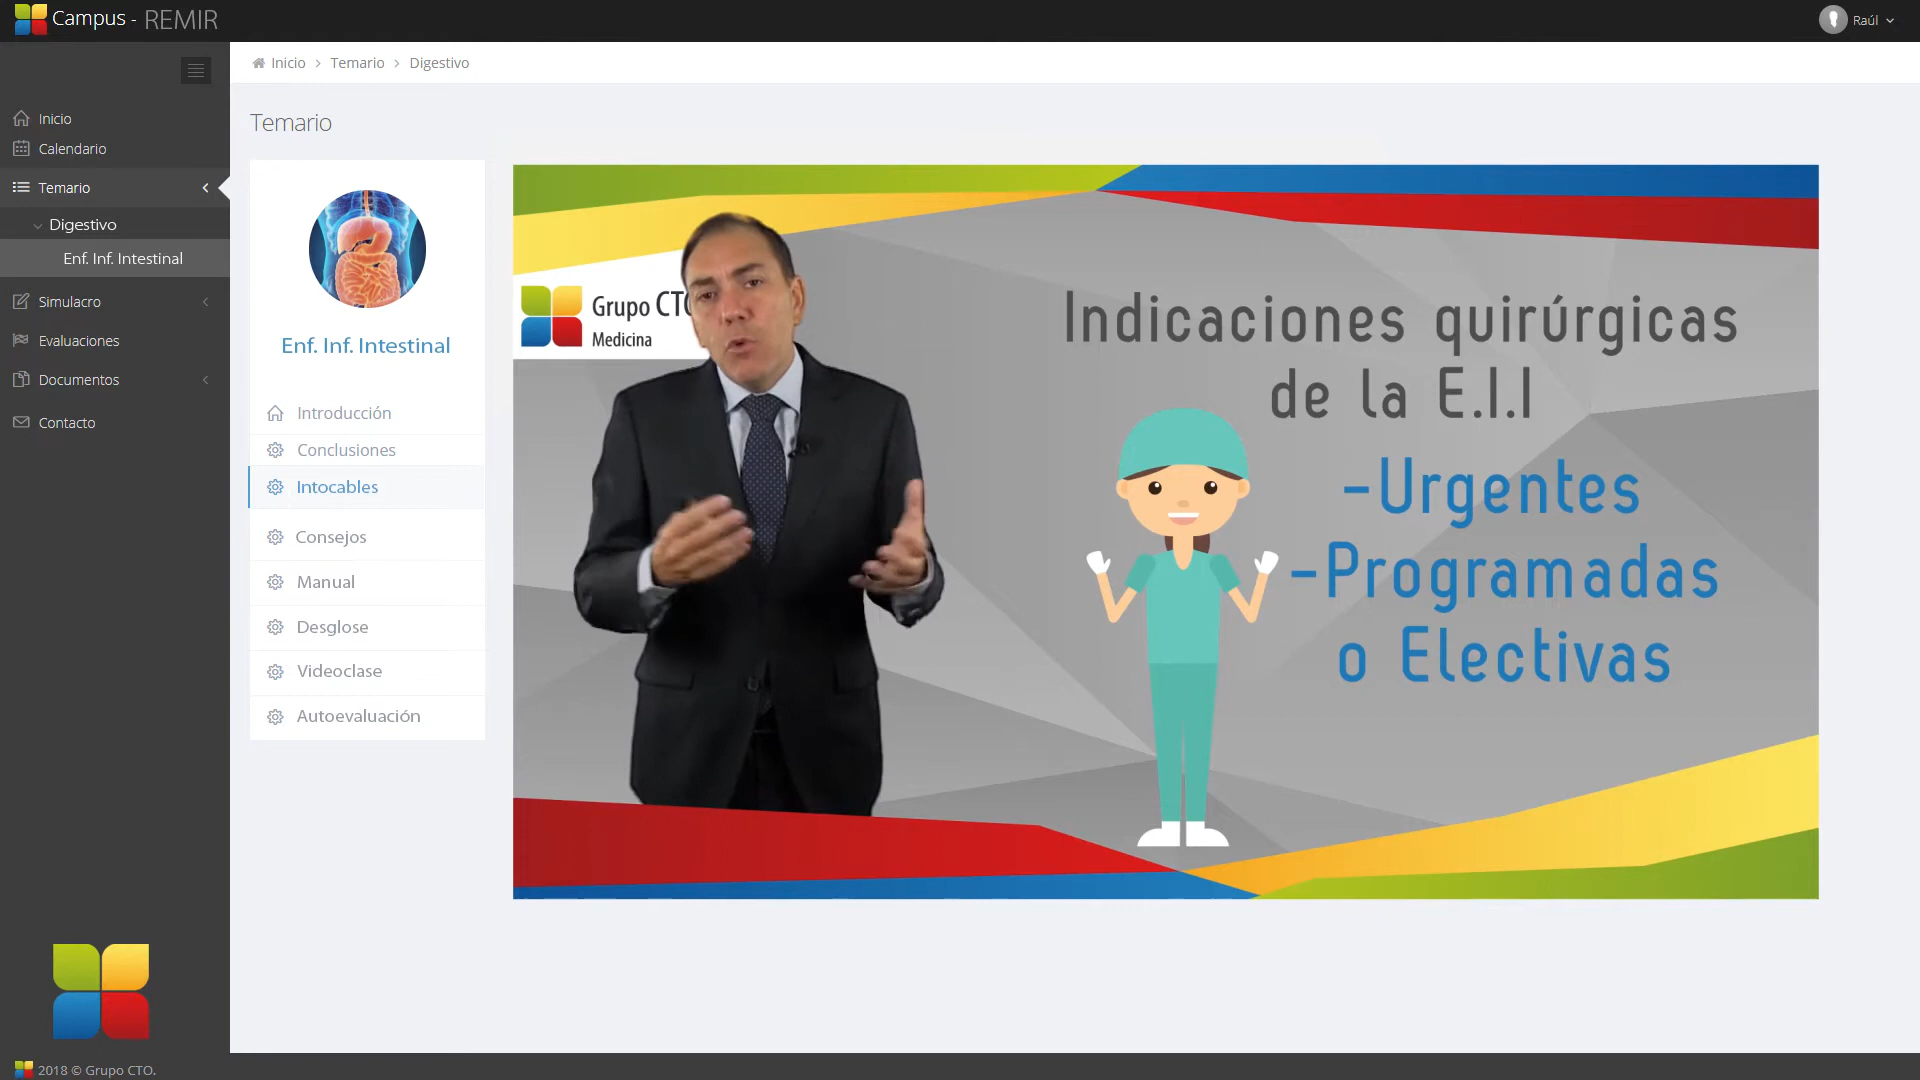 Campus - REMIR
Raúl
Inicio
Calendario
Temario
Digestivo
Enf. Inf. Intestinal
Simulacro
Evaluaciones
Documentos
Contacto
2018 © Grupo CTO.
Inicio > Temario > Digestivo
Temario
Enf. Inf. Intestinal
Introducción
Conclusiones
Intocables
Consejos
Manual
Desglose
Videoclase
Autoevaluación
Grupo CTO
Medicina
Indicaciones quirúrgicas
de la E.I.I
-Urgentes
-Programadas
o Electivas